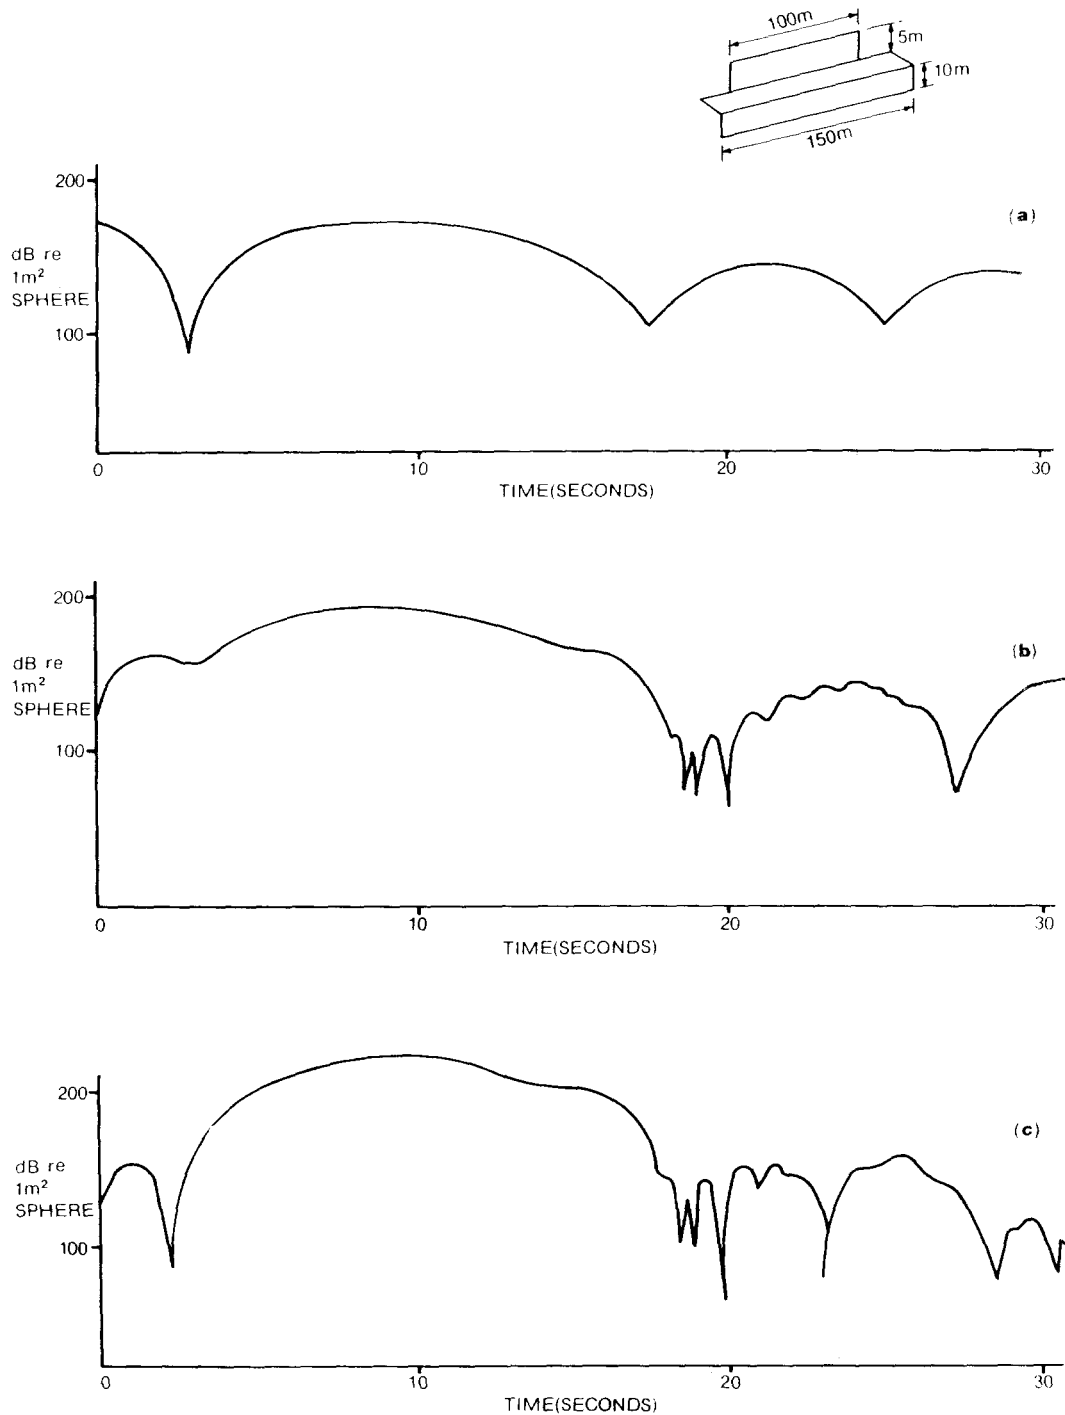 100m
5m
10m
150m
(a)
200
dB re
1m²
SPHERE
100
0 10 20 30
TIME(SECONDS)
(b)
200
dB re
1m²
SPHERE
100
0 10 20 30
TIME(SECONDS)
(c)
200
dB re
1m²
SPHERE
100
0 10 20 30
TIME(SECONDS)